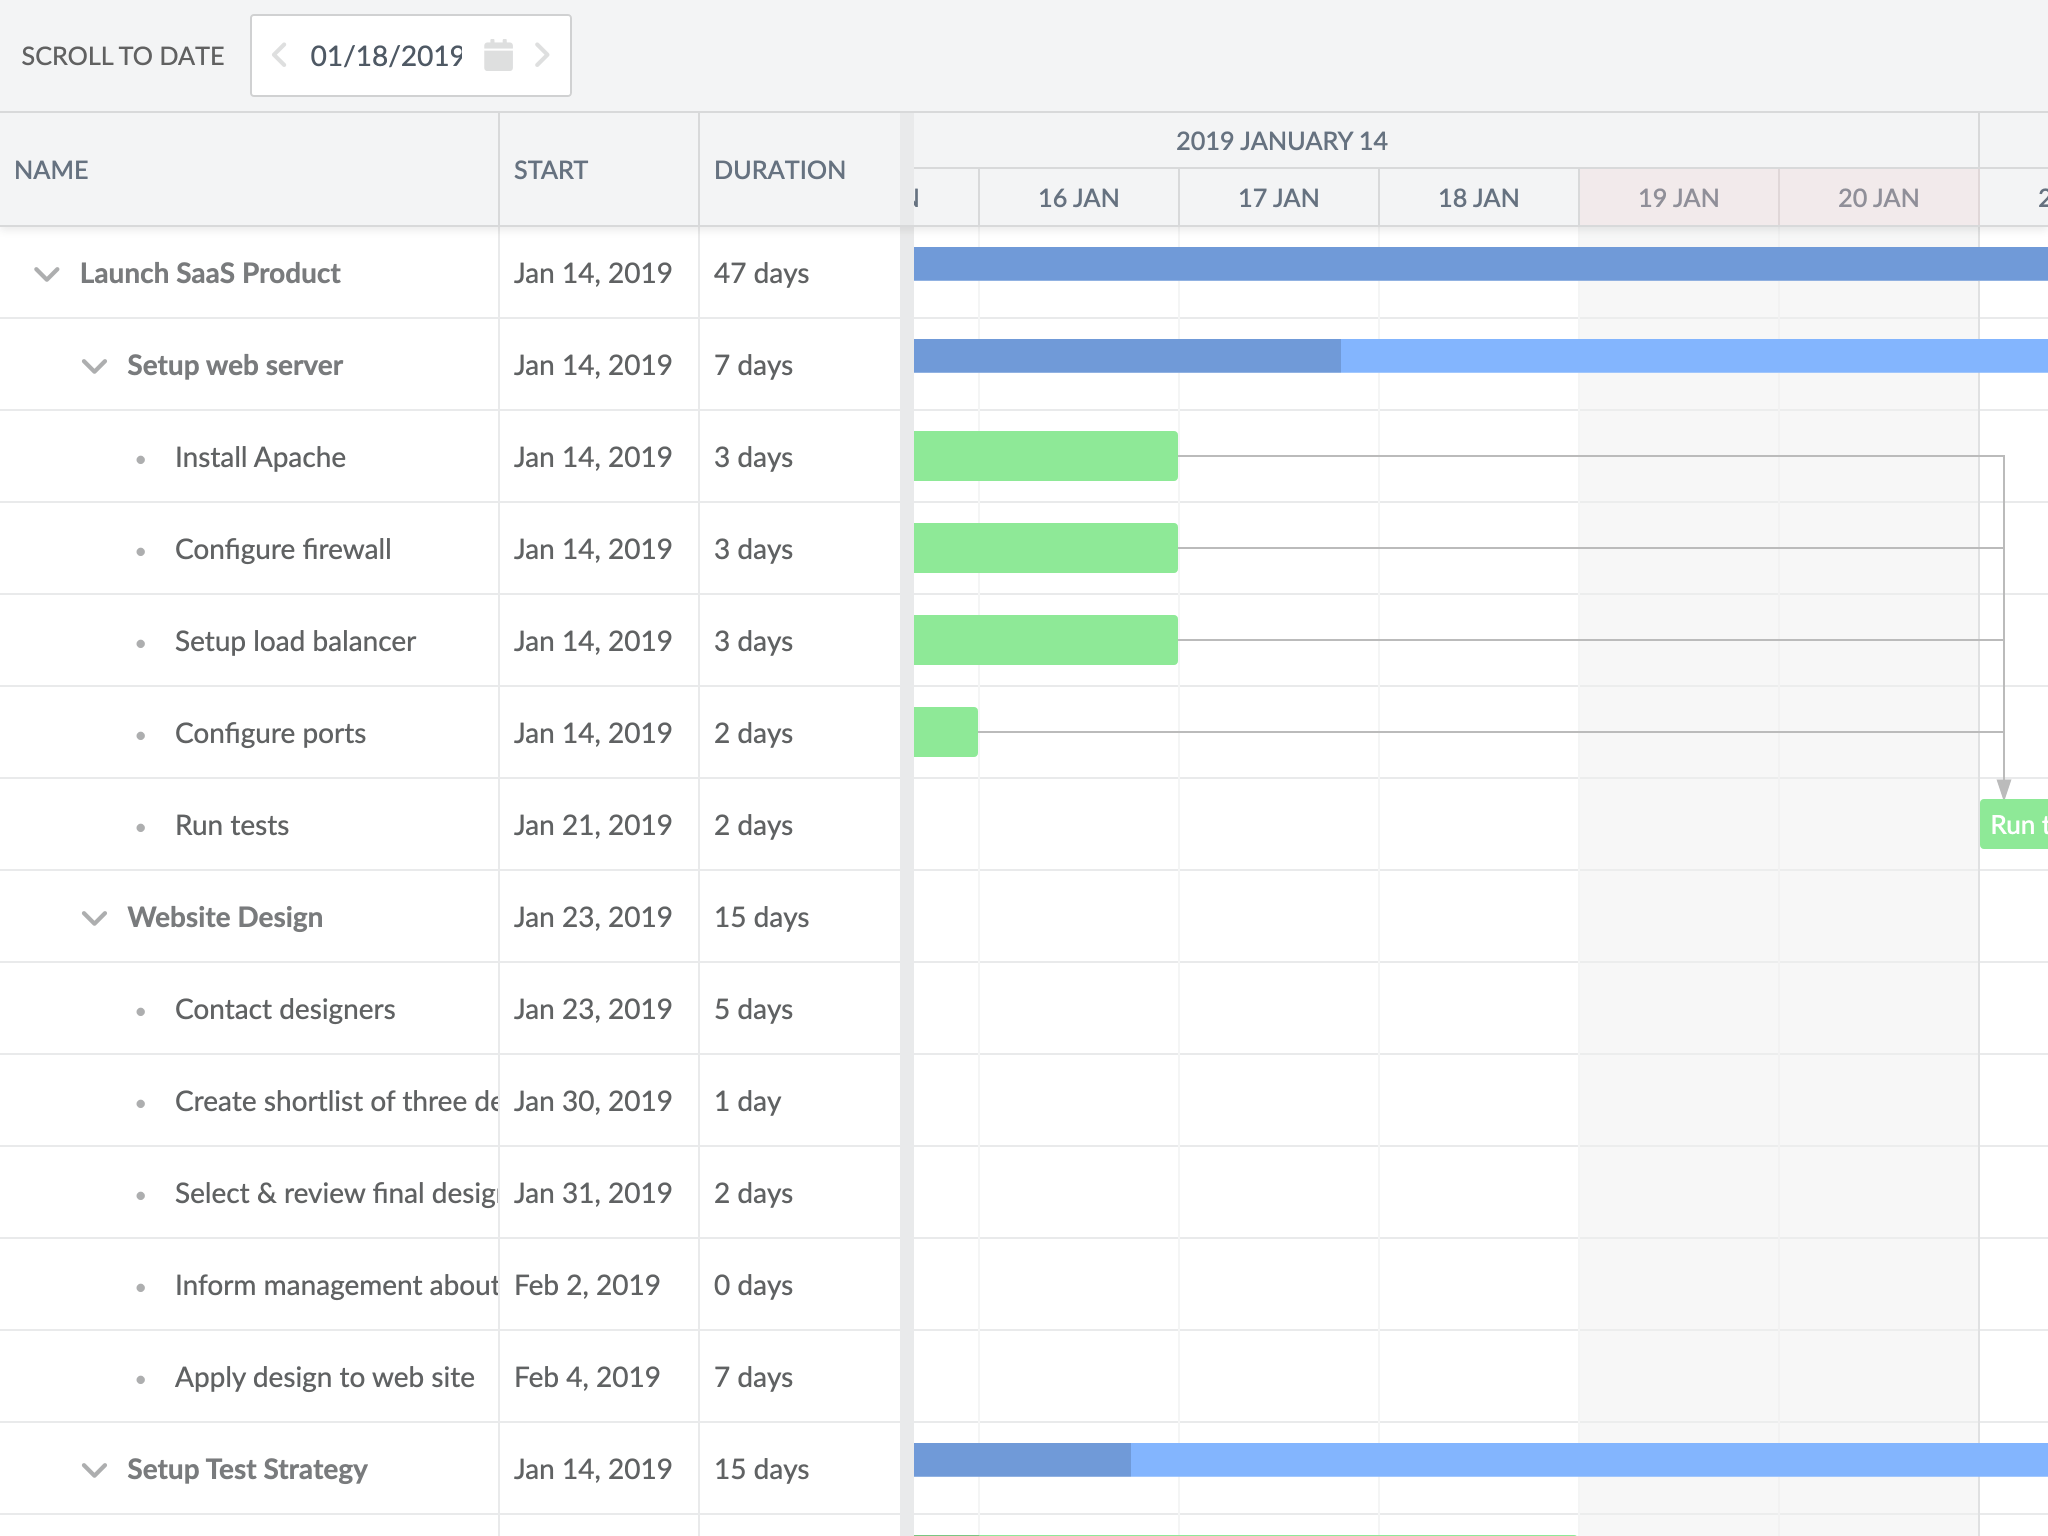 SCROLL TO DATE 01/18/2019
NAME START DURATION 2019 JANUARY 14
16 JAN 17 JAN 18 JAN 19 JAN 20 JAN
Launch SaaS Product Jan 14, 2019 47 days
Setup web server Jan 14, 2019 7 days
Install Apache Jan 14, 2019 3 days
Configure firewall Jan 14, 2019 3 days
Setup load balancer Jan 14, 2019 3 days
Configure ports Jan 14, 2019 2 days
Run tests Jan 21, 2019 2 days Run t
Website Design Jan 23, 2019 15 days
Contact designers Jan 23, 2019 5 days
Create shortlist of three de Jan 30, 2019 1 day
Select & review final desig Jan 31, 2019 2 days
Inform management about Feb 2, 2019 0 days
Apply design to web site Feb 4, 2019 7 days
Setup Test Strategy Jan 14, 2019 15 days